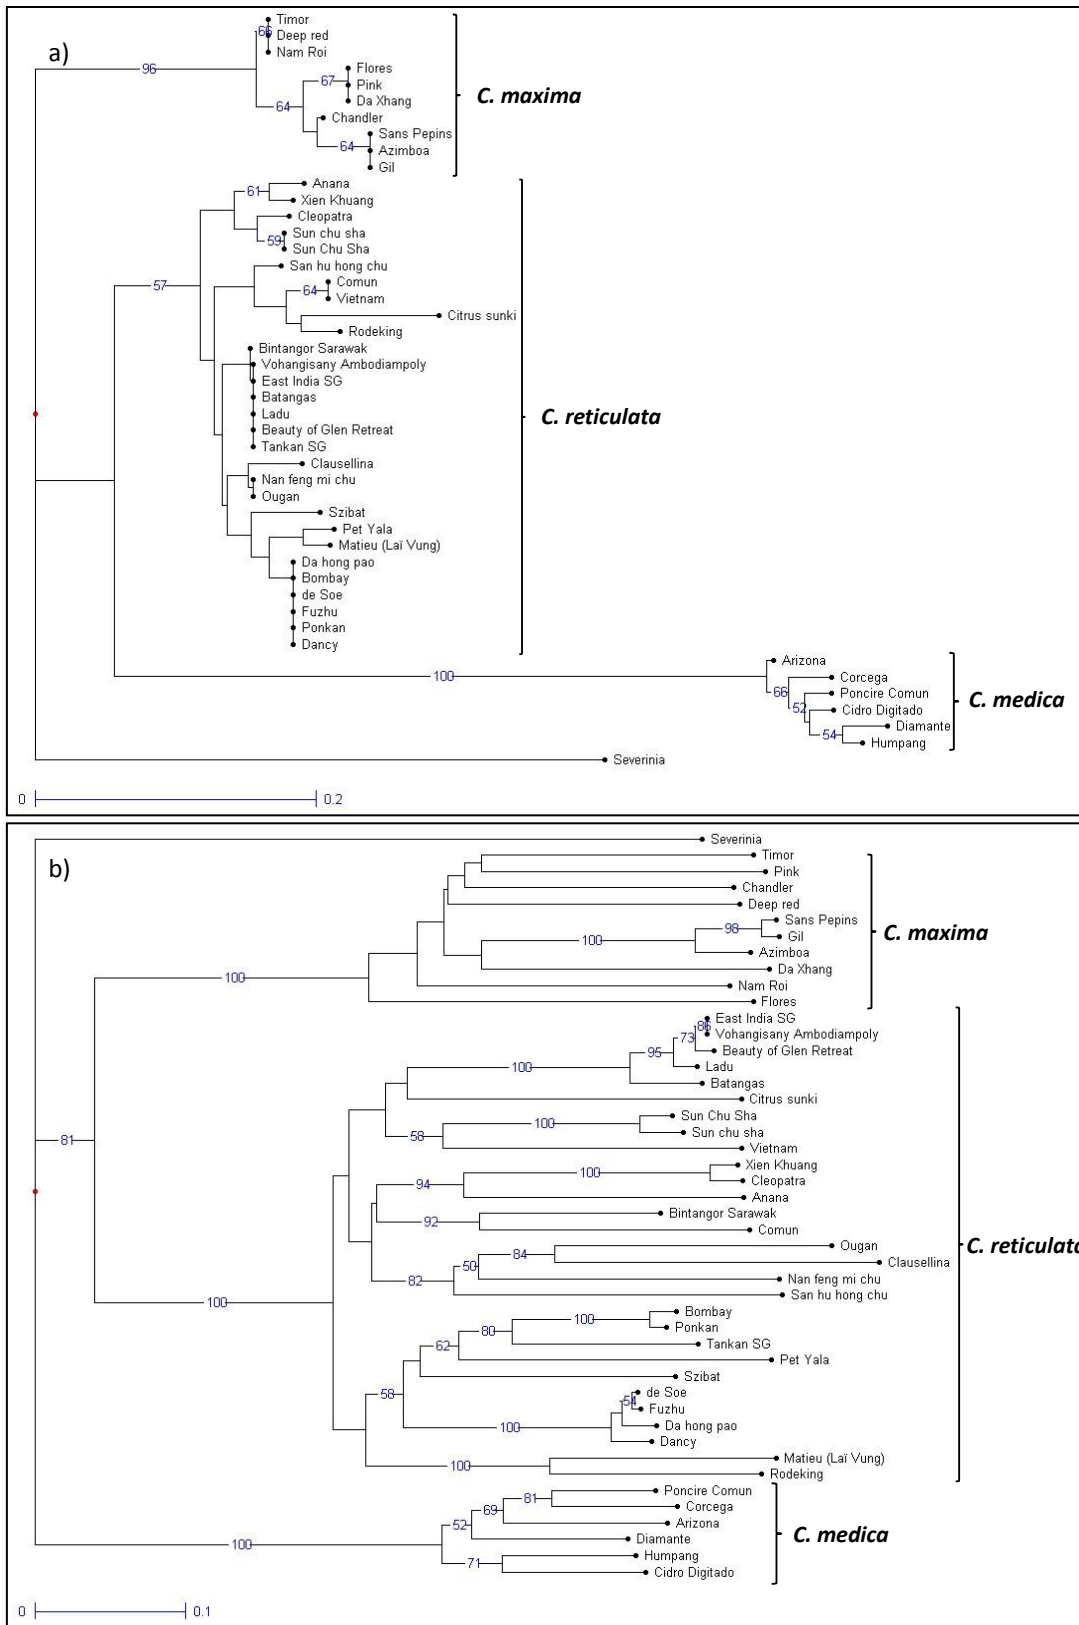 a)
Timor
66
Deep red
Nam Roi
96
Flores
67
Pink
Da Xhang
64
Chandler
Sans Pepins
64
Azimboa
Gil
C. maxima
Anana
61
Xien Khuang
Cleopatra
Sun chu sha
59
Sun Chu Sha
San hu hong chu
57
Comun
64
Vietnam
Citrus sunki
Rodeking
Bintangor Sarawak
Vohangisany Ambodiampoly
East India SG
Batangas
Ladu
Beauty of Glen Retreat
Tankan SG
C. reticulata
Clausellina
Nan feng mi chu
Ougan
Szibat
Pet Yala
Matieu (Laï Vung)
Da hong pao
Bombay
de Soe
Fuzhu
Ponkan
Dancy
Arizona
100
Corcega
66
Poncire Comun
52
Cidro Digitado
Diamante
54
Humpang
C. medica
Severinia
0 0.2
b)
Severinia
Timor
Pink
Chandler
Deep red
Sans Pepins
98
Gil
100
Azimboa
Da Xhang
100
Nam Roi
Flores
C. maxima
East India SG
86
Vohangisany Ambodiampoly
73
Beauty of Glen Retreat
95
Ladu
100
Batangas
Citrus sunki
Sun Chu Sha
100
Sun chu sha
58
Vietnam
81
Xien Khuang
100
Cleopatra
94
Anana
Bintangor Sarawak
92
Comun
Ougan
84
Clausellina
50
Nan feng mi chu
82
San hu hong chu
C. reticulata
100
Bombay
100
Ponkan
80
Tankan SG
62
Pet Yala
Szibat
58
de Soe
54
Fuzhu
100
Da hong pao
Dancy
Matieu (Laï Vung)
100
Rodeking
Poncire Comun
81
Corcega
69
Arizona
52
Diamante
100
Humpang
71
Cidro Digitado
C. medica
0 0.1